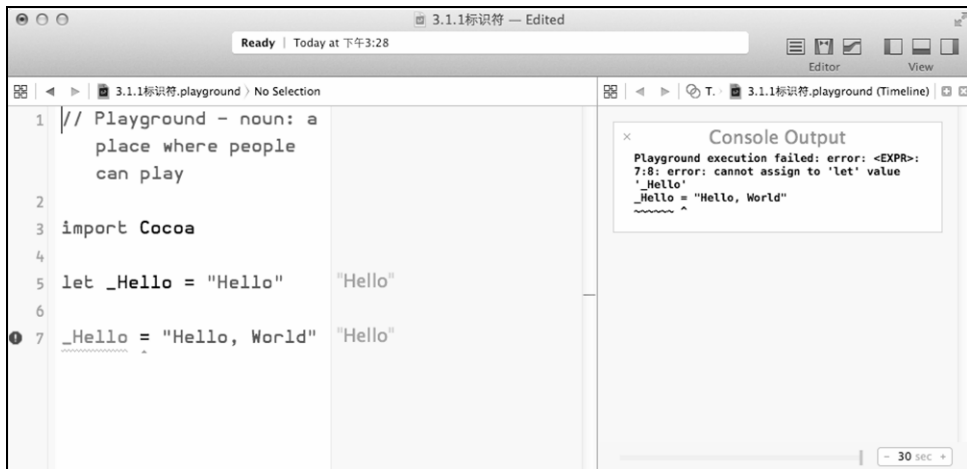 3.1.1标识符 — Edited
Ready | Today at 下午3:28
Editor
View
3.1.1标识符.playground 〉 No Selection
T. 〉 3.1.1标识符.playground (Timeline)
1 // Playground – noun: a
place where people
can play
2
3 import Cocoa
4
5 let _Hello = "Hello" "Hello"
6
7 _Hello = "Hello, World" "Hello"
Console Output
Playground execution failed: error: <EXPR>:
7:8: error: cannot assign to 'let' value
'_Hello'
_Hello = "Hello, World"
~~~~~~ ^
- 30 sec +